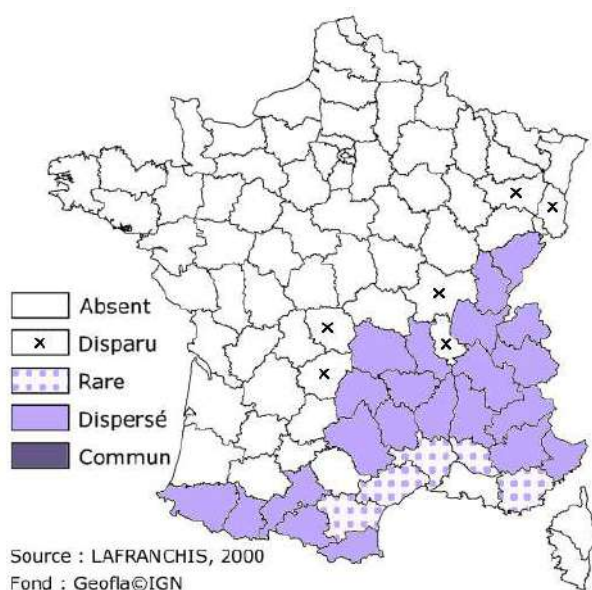 Absent
Disparu
Rare
Dispersé
Commun
Source : LAFRANCHIS, 2000
Fond : Geofla©IGN